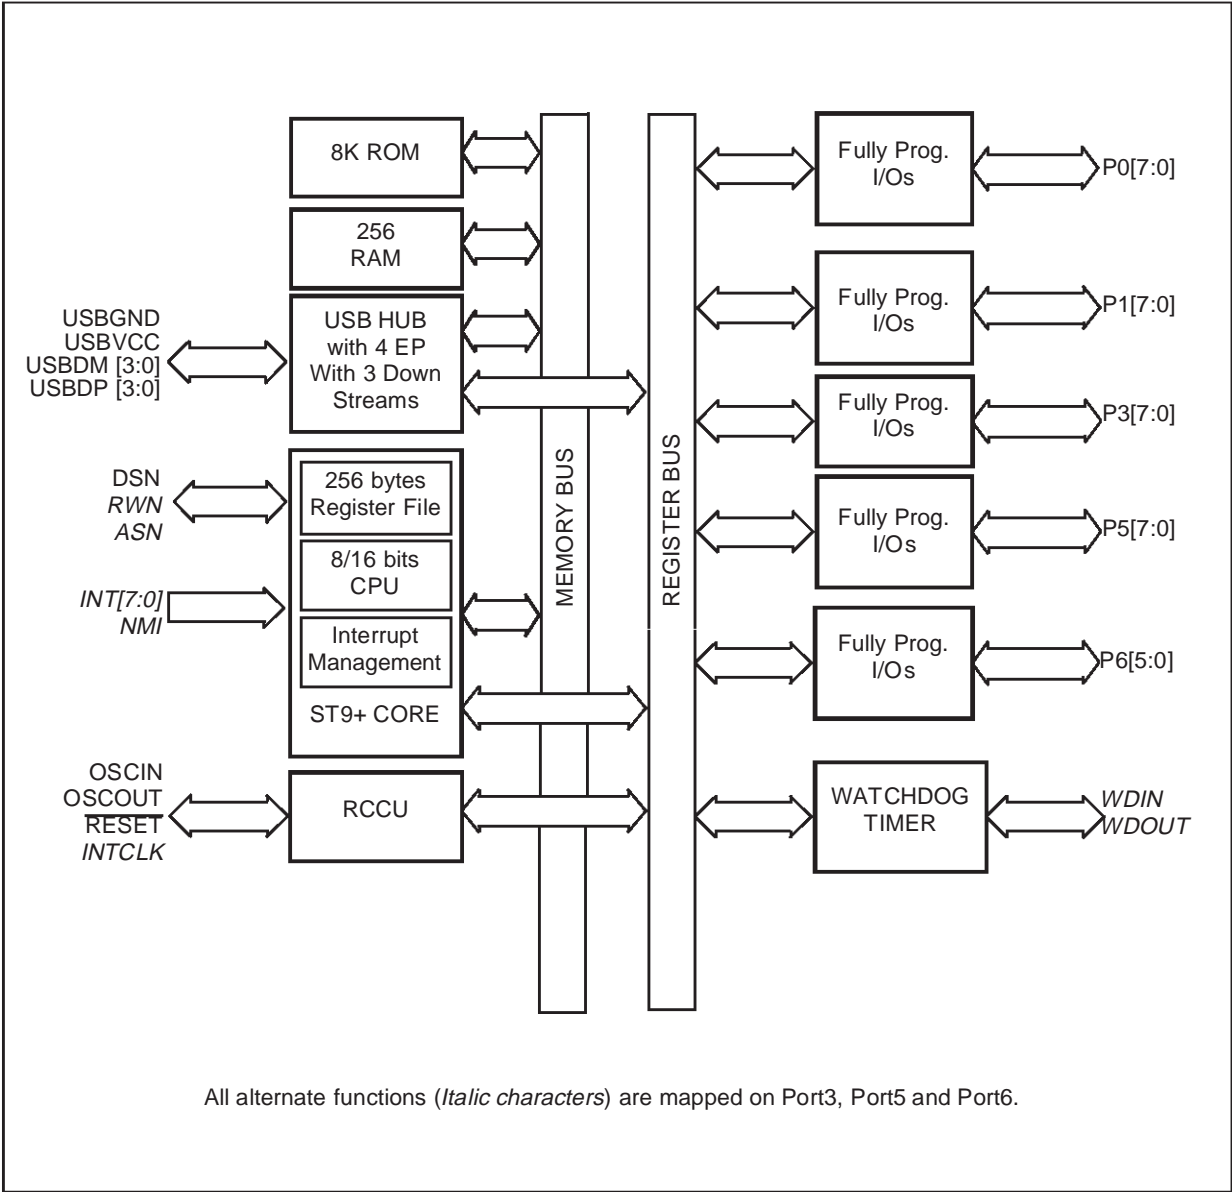 8K ROM
256
RAM
USBGND
USBVCC
USBDM [3:0]
USBDP [3:0]
USB HUB
with 4 EP
With 3 Down
Streams
DSN
RWN
ASN
256 bytes
Register File
8/16 bits
CPU
INT[7:0]
NMI
Interrupt
Management
ST9+ CORE
OSCIN
OSCOUT
RESET
INTCLK
RCCU
MEMORY BUS
REGISTER BUS
Fully Prog.
I/Os
P0[7:0]
Fully Prog.
I/Os
P1[7:0]
Fully Prog.
I/Os
P3[7:0]
Fully Prog.
I/Os
P5[7:0]
Fully Prog.
I/Os
P6[5:0]
WATCHDOG
TIMER
WDIN
WDOUT
All alternate functions (Italic characters) are mapped on Port3, Port5 and Port6.